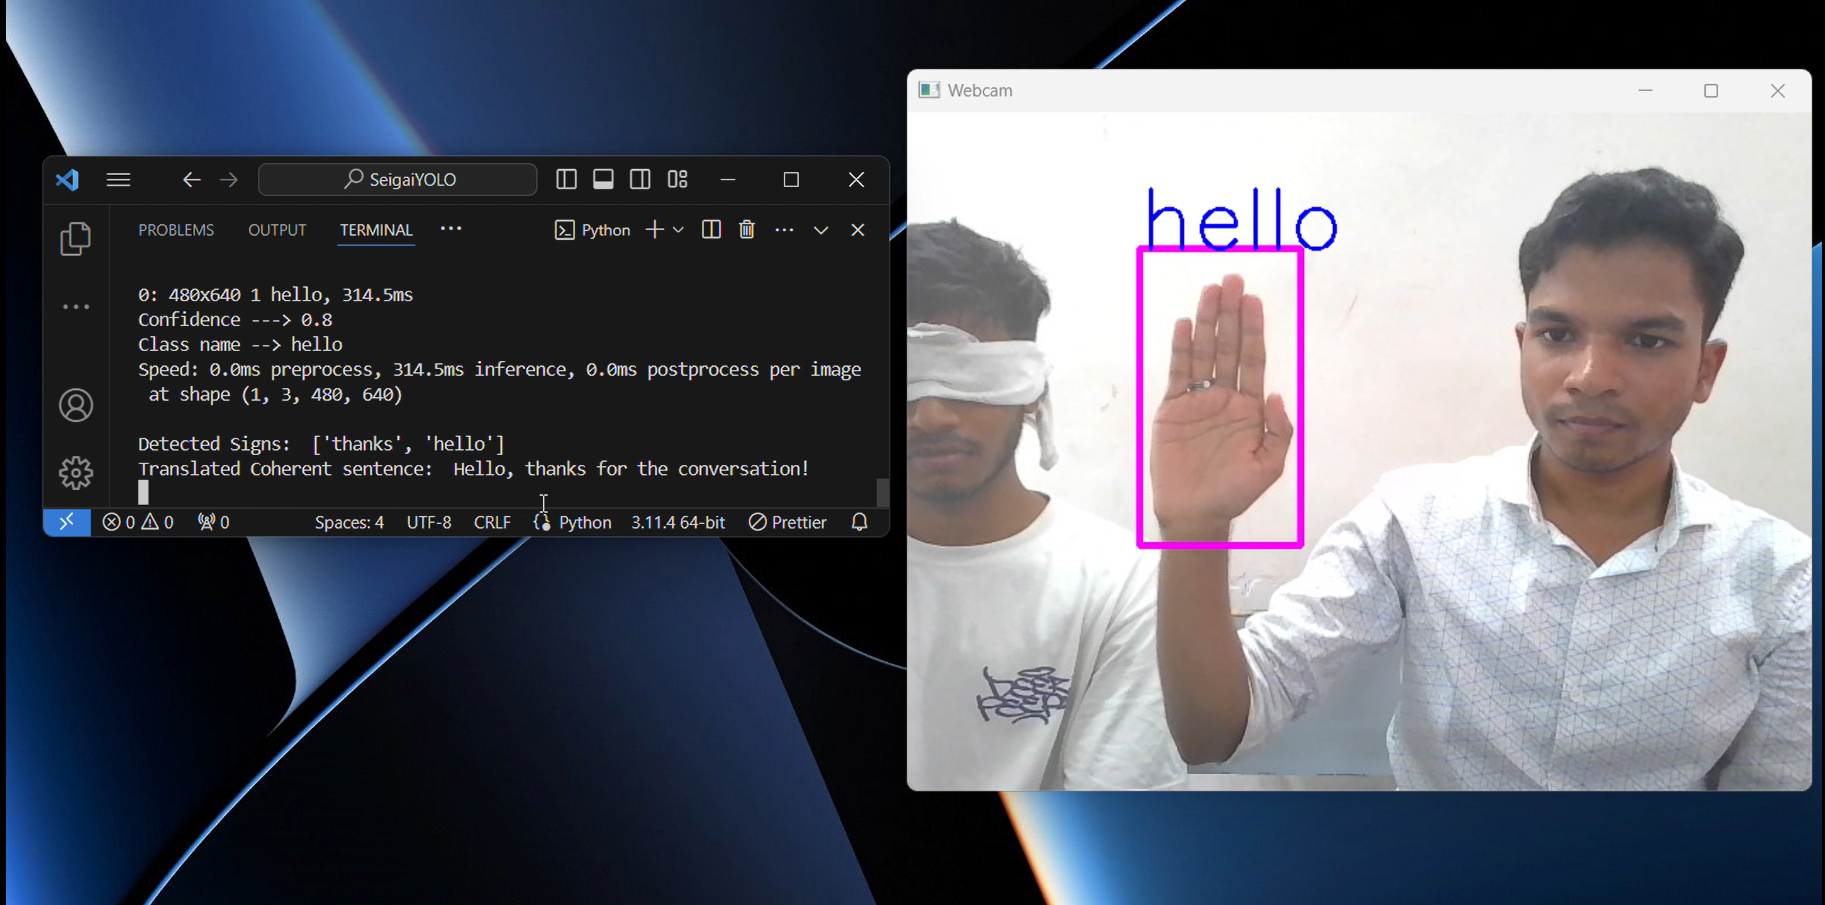 SeigaiYOLO
PROBLEMS OUTPUT TERMINAL ··· Python
0: 480x640 1 hello, 314.5ms
Confidence ---> 0.8
Class name --> hello
Speed: 0.0ms preprocess, 314.5ms inference, 0.0ms postprocess per image
at shape (1, 3, 480, 640)
Detected Signs:  ['thanks', 'hello']
Translated Coherent sentence:  Hello, thanks for the conversation!
0 0 0 Spaces: 4 UTF-8 CRLF Python 3.11.4 64-bit Prettier
Webcam
hello